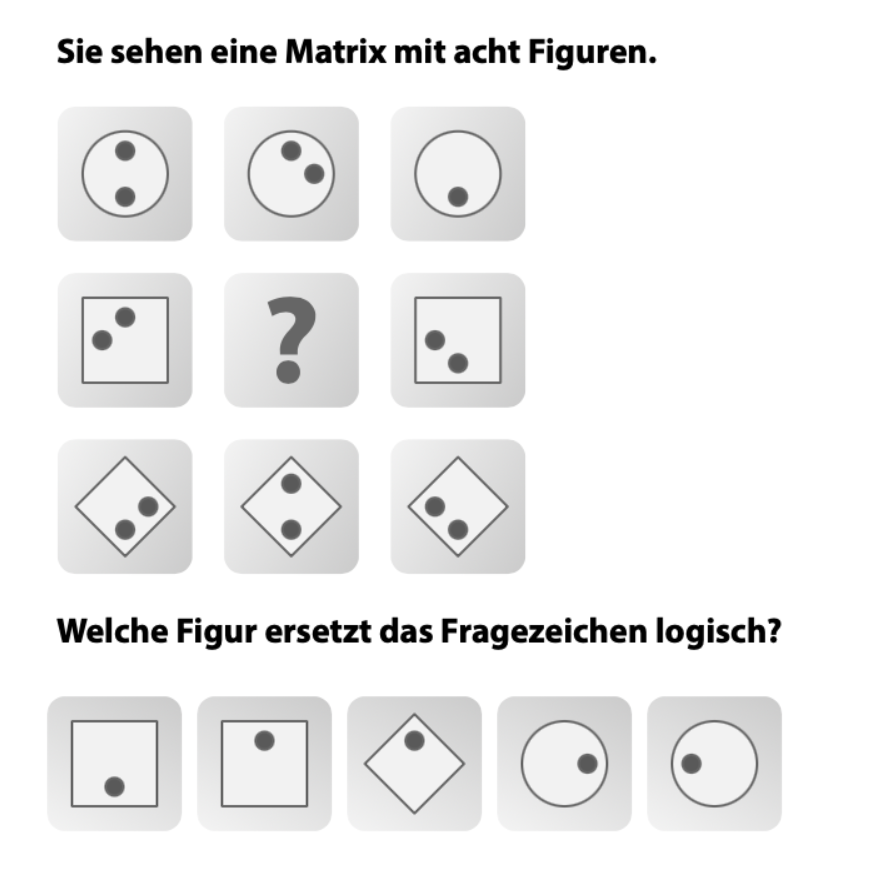 Sie sehen eine Matrix mit acht Figuren.
?
Welche Figur ersetzt das Fragezeichen logisch?